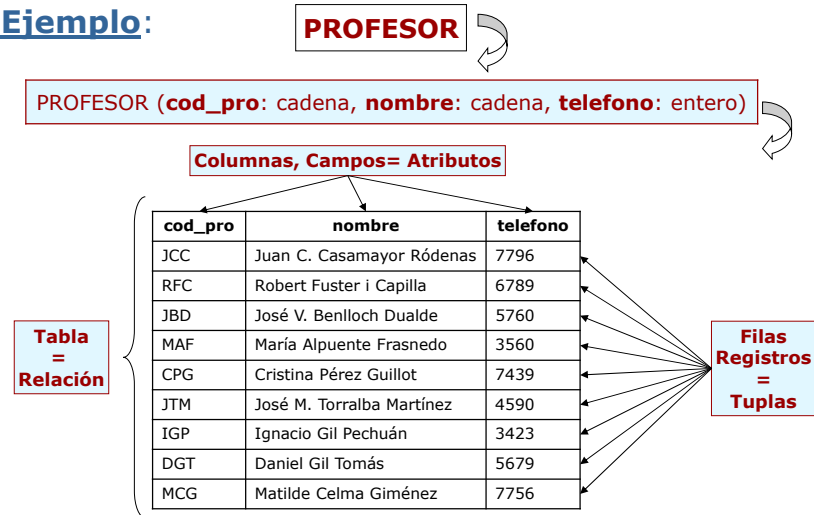 Ejemplo:
PROFESOR
PROFESOR (cod_pro: cadena, nombre: cadena, telefono: entero)
Columnas, Campos= Atributos
cod_pro nombre telefono
JCC Juan C. Casamayor Ródenas 7796
RFC Robert Fuster i Capilla 6789
JBD José V. Benlloch Dualde 5760
MAF María Alpuente Frasnedo 3560
CPG Cristina Pérez Guillot 7439
JTM José M. Torralba Martínez 4590
IGP Ignacio Gil Pechuán 3423
DGT Daniel Gil Tomás 5679
MCG Matilde Celma Giménez 7756
Tabla
=
Relación
Filas
Registros
=
Tuplas